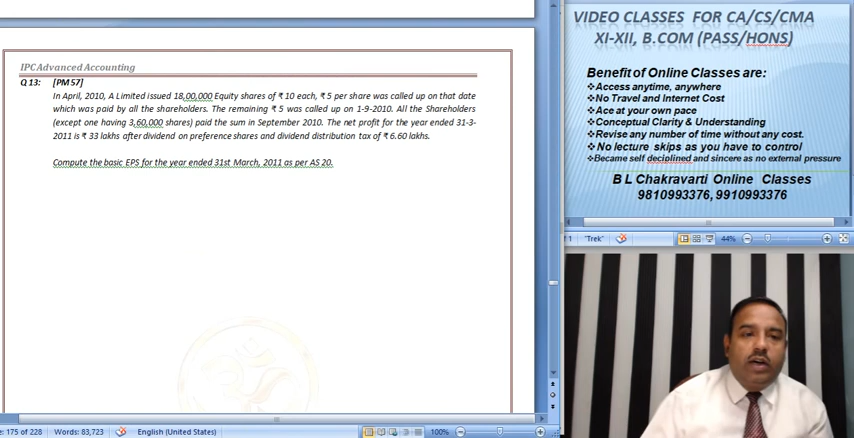 IPCAdvanced Accounting
Q 13: [PM 57]
In April, 2010, A Limited issued 18,00,000 Equity shares of ₹ 10 each, ₹ 5 per share was called up on that date
which was paid by all the shareholders. The remaining ₹ 5 was called up on 1-9-2010. All the Shareholders
(except one having 3,60,000 shares) paid the sum in September 2010. The net profit for the year ended 31-3-
2011 is ₹ 33 lakhs after dividend on preference shares and dividend distribution tax of ₹ 6.60 lakhs.
Compute the basic EPS for the year ended 31st March, 2011 as per AS 20.
e: 175 of 228 Words: 83,723 English (United States) 100%
VIDEO CLASSES FOR CA/CS/CMA
XI-XII, B.COM (PASS/HONS)
Benefit of Online Classes are:
❖Access anytime, anywhere
❖No Travel and Internet Cost
❖Ace at your own pace
❖Conceptual Clarity & Understanding
❖Revise any number of time without any cost.
❖No lecture skips as you have to control
❖Became self deciplined and sincere as no external pressure
B L Chakravarti Online Classes
9810993376, 9910993376
f 1 "Trek" 44%